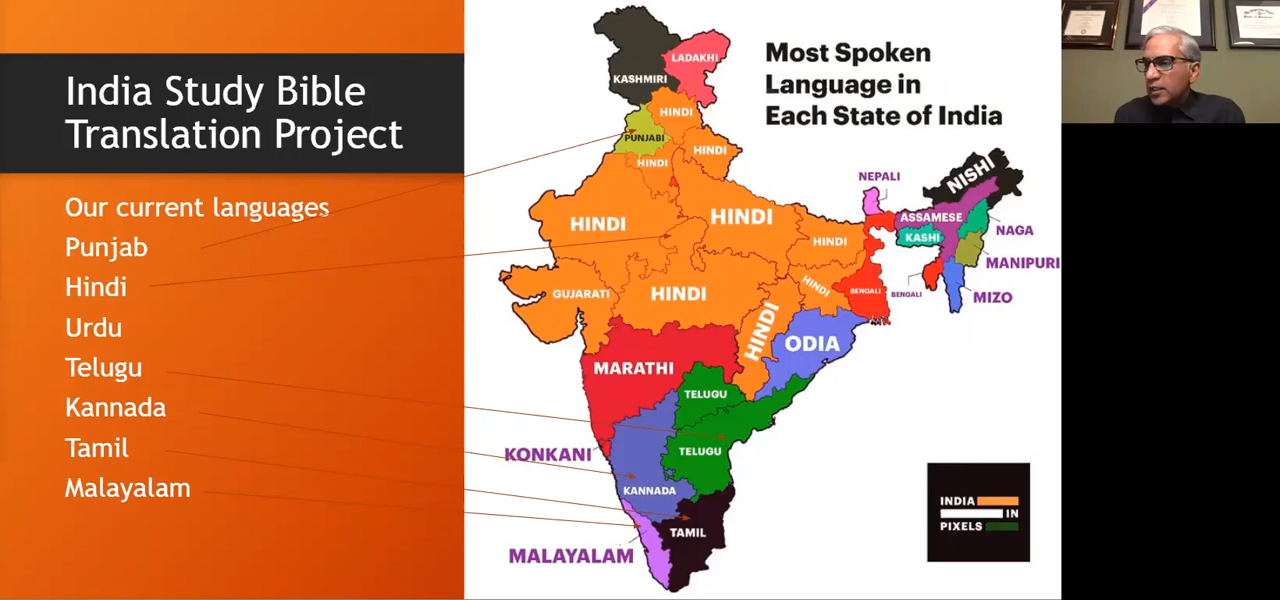 India Study Bible
Translation Project
Our current languages
Punjab
Hindi
Urdu
Telugu
Kannada
Tamil
Malayalam
Most Spoken
Language in
Each State of India
LADAKHI
KASHMIRI
HINDI
PUNJABI
HINDI
HINDI
NEPALI
NISHI
HINDI
HINDI
ASSAMESE
NAGA
HINDI
KASHI
MANIPURI
GUJARATI
HINDI
HINDI
BENGALI
BENGALI
MIZO
HINDI
ODIA
MARATHI
TELUGU
KONKANI
TELUGU
KANNADA
TAMIL
MALAYALAM
INDIA
IN
PIXELS